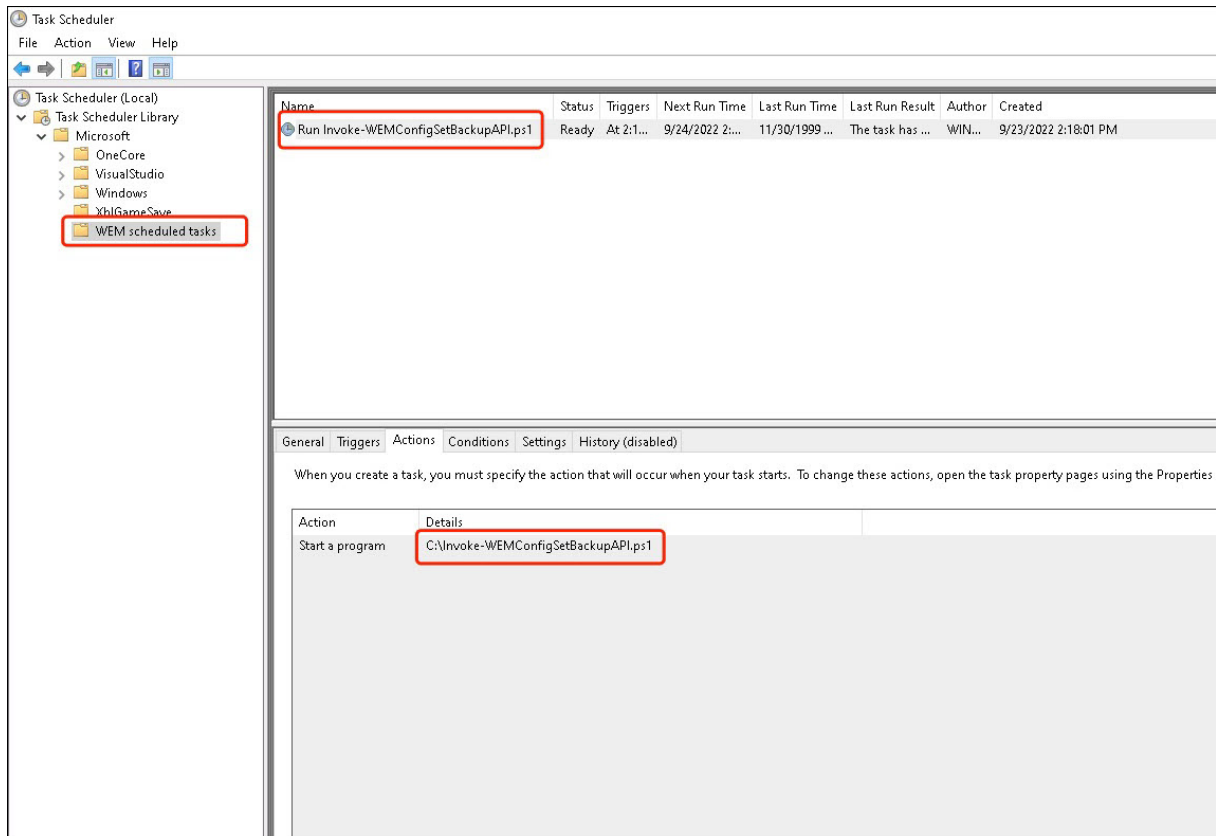 Task Scheduler
File Action View Help
Task Scheduler (Local)
Task Scheduler Library
Microsoft
OneCore
VisualStudio
Windows
XblGameSave
WEM scheduled tasks
Name Status Triggers Next Run Time Last Run Time Last Run Result Author Created
Run Invoke-WEMConfigSetBackupAPI.ps1 Ready At 2:1... 9/24/2022 2:... 11/30/1999 ... The task has ... WIN... 9/23/2022 2:18:01 PM
General Triggers Actions Conditions Settings History (disabled)
When you create a task, you must specify the action that will occur when your task starts. To change these actions, open the task property pages using the Properties
Action Details
Start a program C:\Invoke-WEMConfigSetBackupAPI.ps1